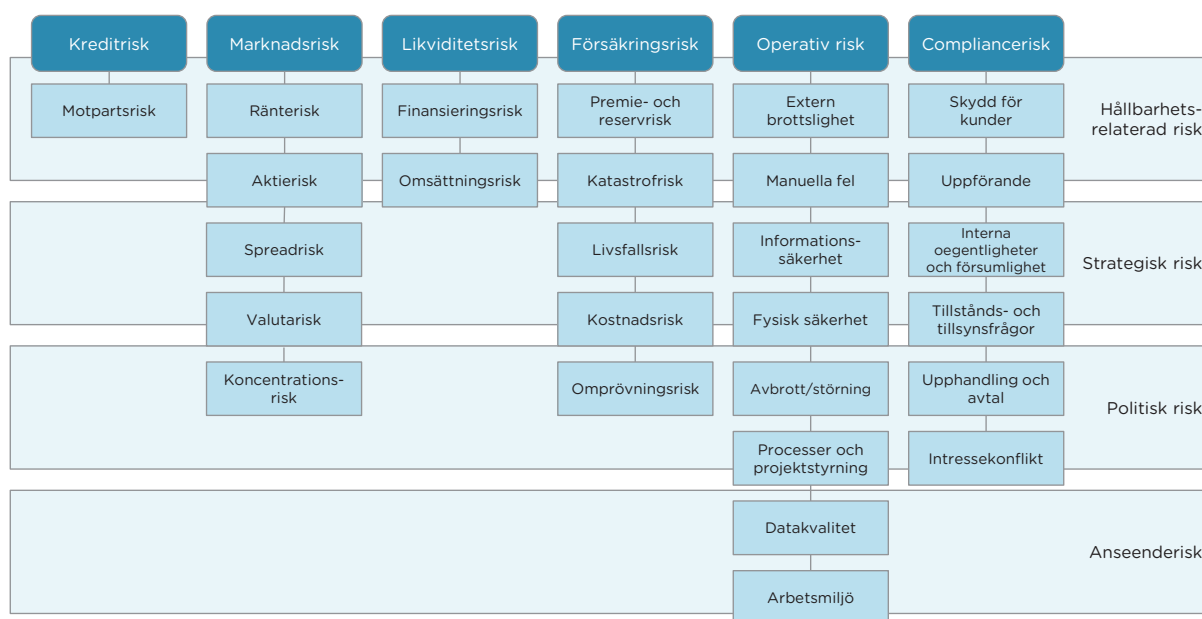 Kreditrisk
Marknadsrisk
Likviditetsrisk
Försäkringsrisk
Operativ risk
Compliancerisk
Motpartsrisk
Ränterisk
Aktierisk
Spreadrisk
Valutarisk
Koncentrations-
risk
Finansieringsrisk
Omsättningsrisk
Premie- och
reservrisk
Katastrofrisk
Livsfallsrisk
Kostnadsrisk
Omprövningsrisk
Extern
brottslighet
Manuella fel
Informations-
säkerhet
Fysisk säkerhet
Avbrott/störning
Processer och
projektstyrning
Datakvalitet
Arbetsmiljö
Skydd för
kunder
Uppförande
Interna
oegentligheter
och försumlighet
Tillstånds- och
tillsynsfrågor
Upphandling och
avtal
Intressekonflikt
Hållbarhets-
relaterad risk
Strategisk risk
Politisk risk
Anseenderisk